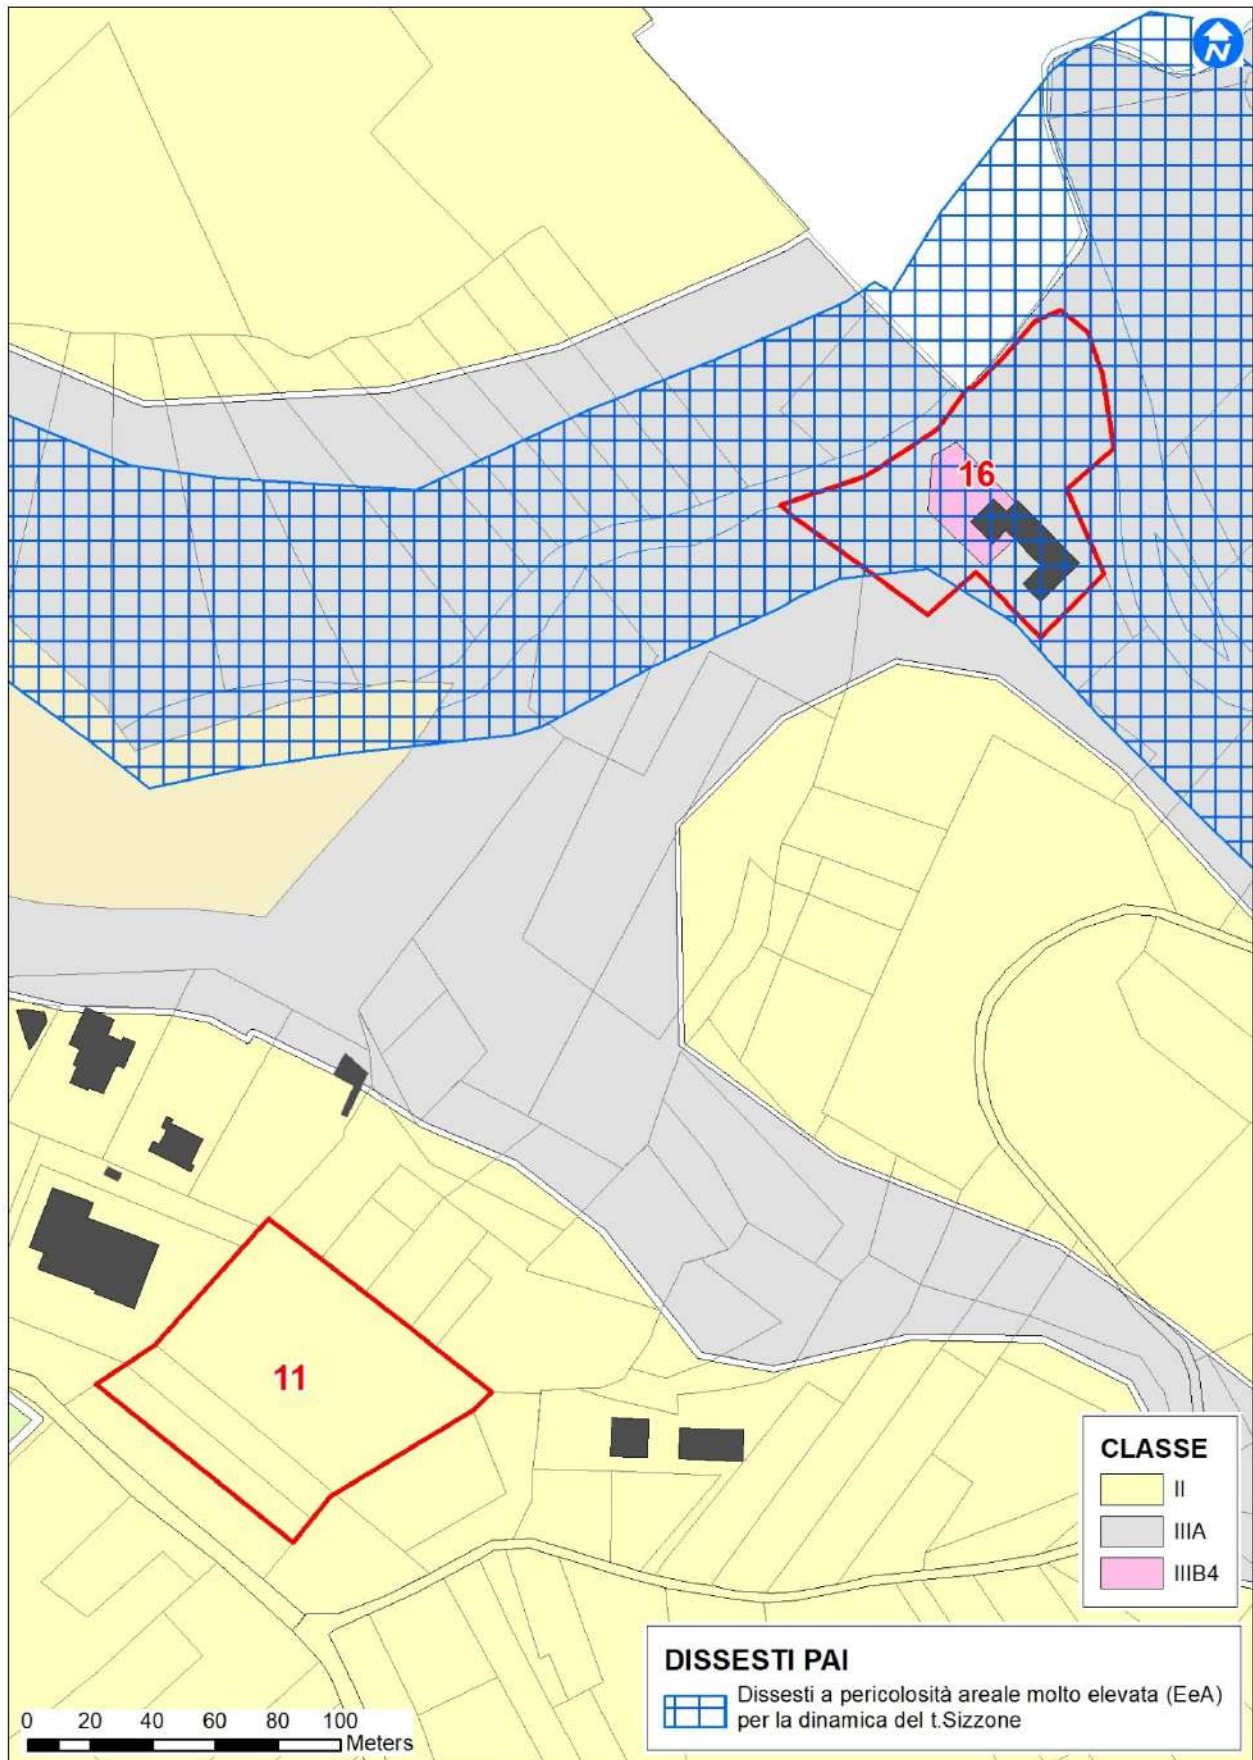 N
16
11
CLASSE
II
IIIA
IIIB4
DISSESTI PAI
Dissesti a pericolosità areale molto elevata (EeA)
per la dinamica del t.Sizzone
0 20 40 60 80 100
Meters